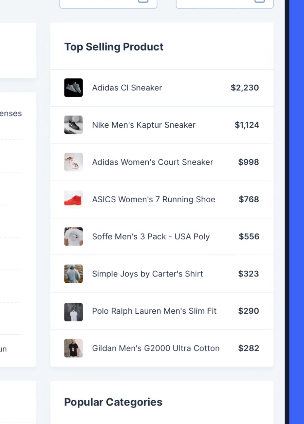 Top Selling Product
enses
Adidas CI Sneaker $2,230
Nike Men's Kaptur Sneaker $1,124
Adidas Women's Court Sneaker $998
ASICS Women's 7 Running Shoe $768
Soffe Men's 3 Pack - USA Poly $556
Simple Joys by Carter's Shirt $323
Polo Ralph Lauren Men's Slim Fit $290
un
Gildan Men's G2000 Ultra Cotton $282
Popular Categories